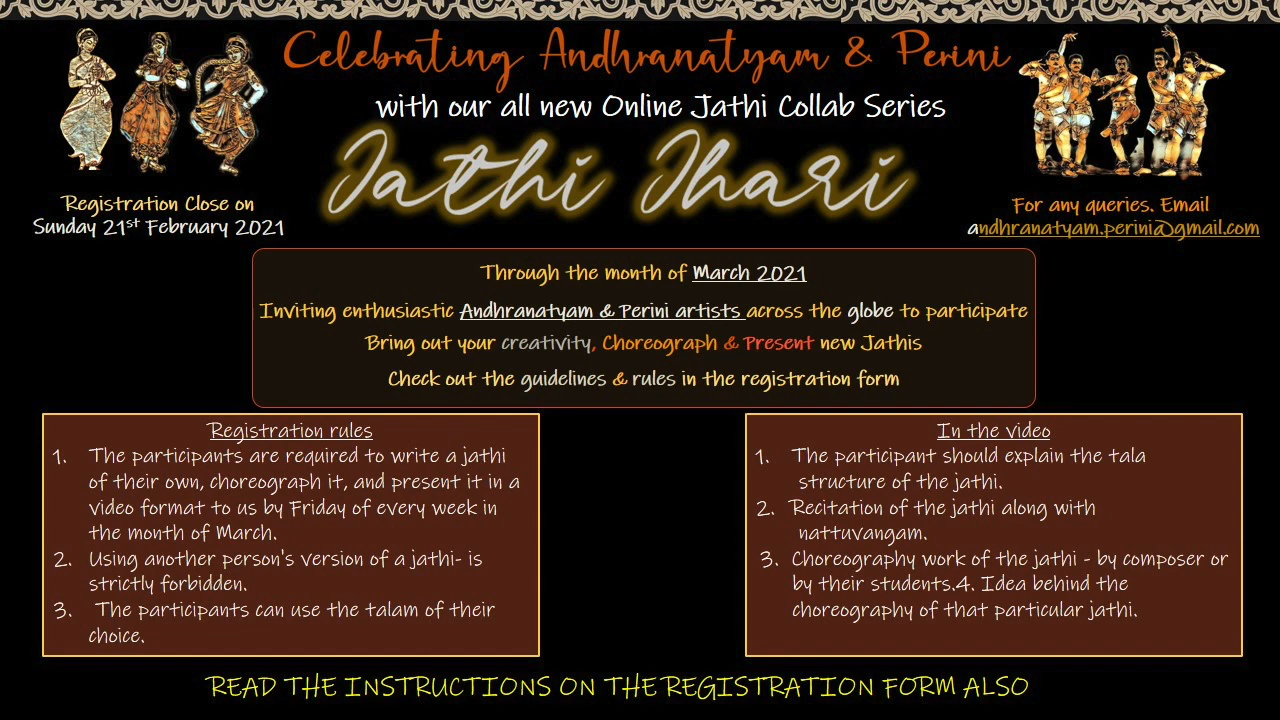 Celebrating Andhranatyam & Perini
with our all new Online Jathi Collab Series
Jathi Jhari
Registration Close on
Sunday 21st February 2021
For any queries. Email
andhranatyam.perini@gmail.com
Through the month of March 2021
Inviting enthusiastic Andhranatyam & Perini artists across the globe to participate
Bring out your creativity, Choreograph & Present new Jathis
Check out the guidelines & rules in the registration form
Registration rules
1. The participants are required to write a jathi
of their own, choreograph it, and present it in a
video format to us by Friday of every week in
the month of March.
2. Using another person's version of a jathi- is
strictly forbidden.
3. The participants can use the talam of their
choice.
In the video
1. The participant should explain the tala
structure of the jathi.
2. Recitation of the jathi along with
nattuvangam.
3. Choreography work of the jathi - by composer or
by their students.4. Idea behind the
choreography of that particular jathi.
READ THE INSTRUCTIONS ON THE REGISTRATION FORM ALSO